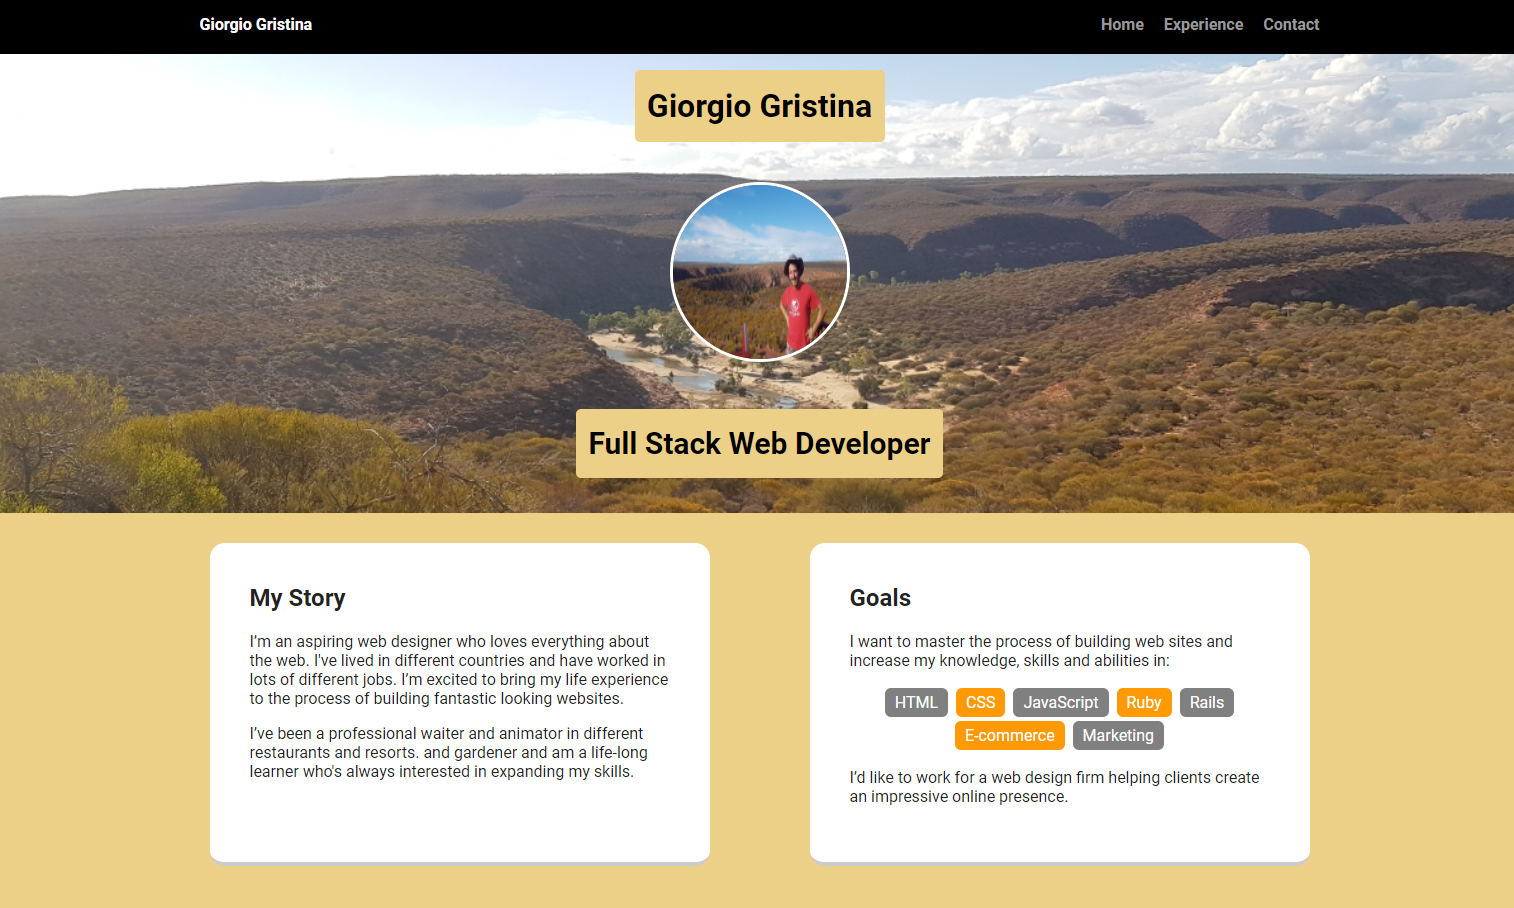 Giorgio Gristina
Home Experience Contact
Giorgio Gristina
Full Stack Web Developer
My Story
I’m an aspiring web designer who loves everything about
the web. I've lived in different countries and have worked in
lots of different jobs. I’m excited to bring my life experience
to the process of building fantastic looking websites.
I’ve been a professional waiter and animator in different
restaurants and resorts. and gardener and am a life-long
learner who's always interested in expanding my skills.
Goals
I want to master the process of building web sites and
increase my knowledge, skills and abilities in:
HTML CSS JavaScript Ruby Rails
E-commerce Marketing
I’d like to work for a web design firm helping clients create
an impressive online presence.